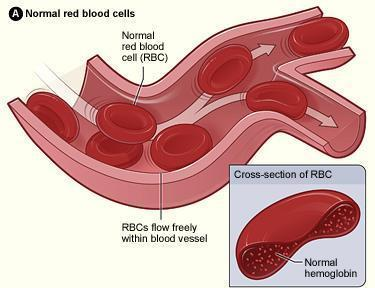 A Normal red blood cells
Normal
red blood
cell (RBC)
RBCs flow freely
within blood vessel
Cross-section of RBC
Normal
hemoglobin